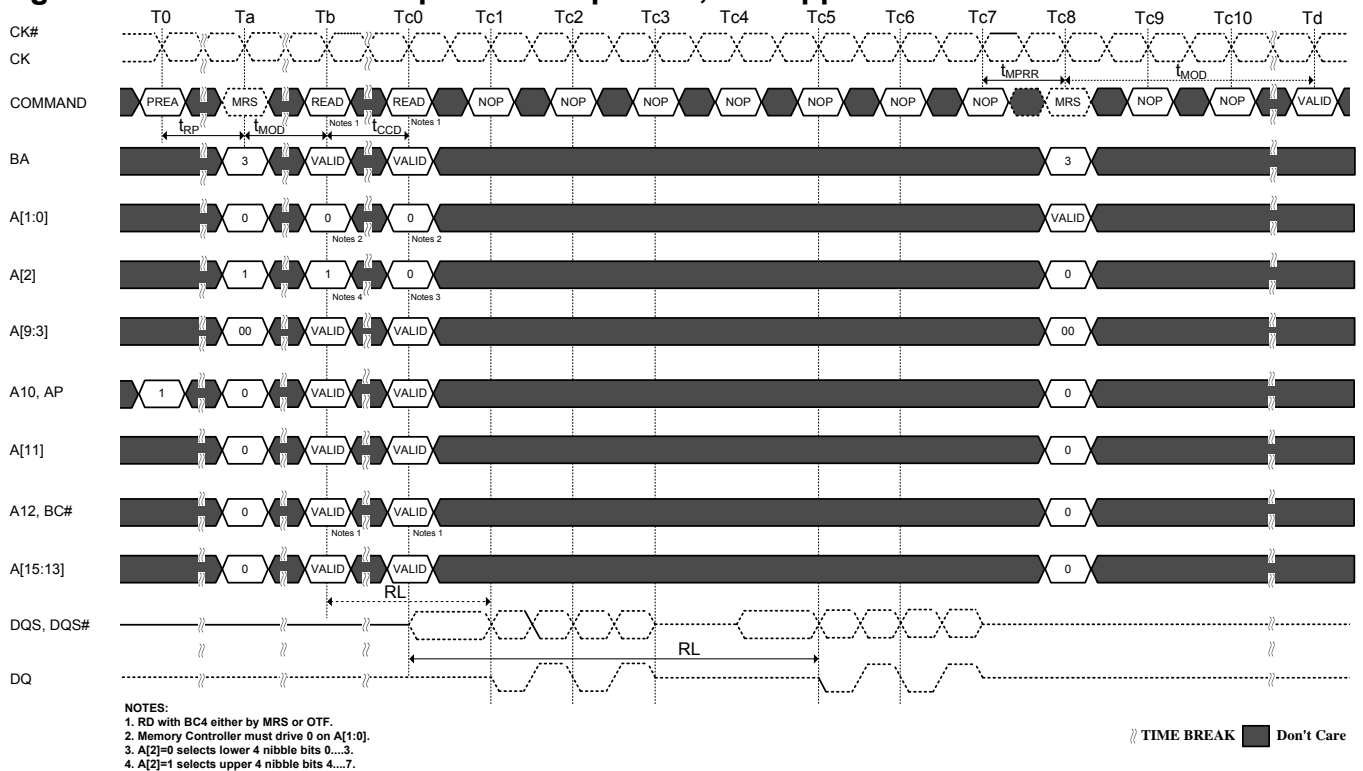 T0 Ta Tb Tc0 Tc1 Tc2 Tc3 Tc4 Tc5 Tc6 Tc7 Tc8 Tc9 Tc10 Td
CK#
CK
tMPRR tMOD
COMMAND PREA MRS READ READ NOP NOP NOP NOP NOP NOP NOP MRS NOP NOP VALID
Notes 1 Notes 1
tRP tMOD tCCD
BA 3 VALID VALID 3
A[1:0] 0 0 0 VALID
Notes 2 Notes 2
A[2] 1 1 0 0
Notes 4 Notes 3
A[9:3] 00 VALID VALID 00
A10, AP 1 0 VALID VALID 0
A[11] 0 VALID VALID 0
A12, BC# 0 VALID VALID 0
Notes 1 Notes 1
A[15:13] 0 VALID VALID 0
RL
DQS, DQS#
RL
DQ
NOTES:
1. RD with BC4 either by MRS or OTF.
2. Memory Controller must drive 0 on A[1:0].
3. A[2]=0 selects lower 4 nibble bits 0....3.
4. A[2]=1 selects upper 4 nibble bits 4....7.
TIME BREAK Don't Care